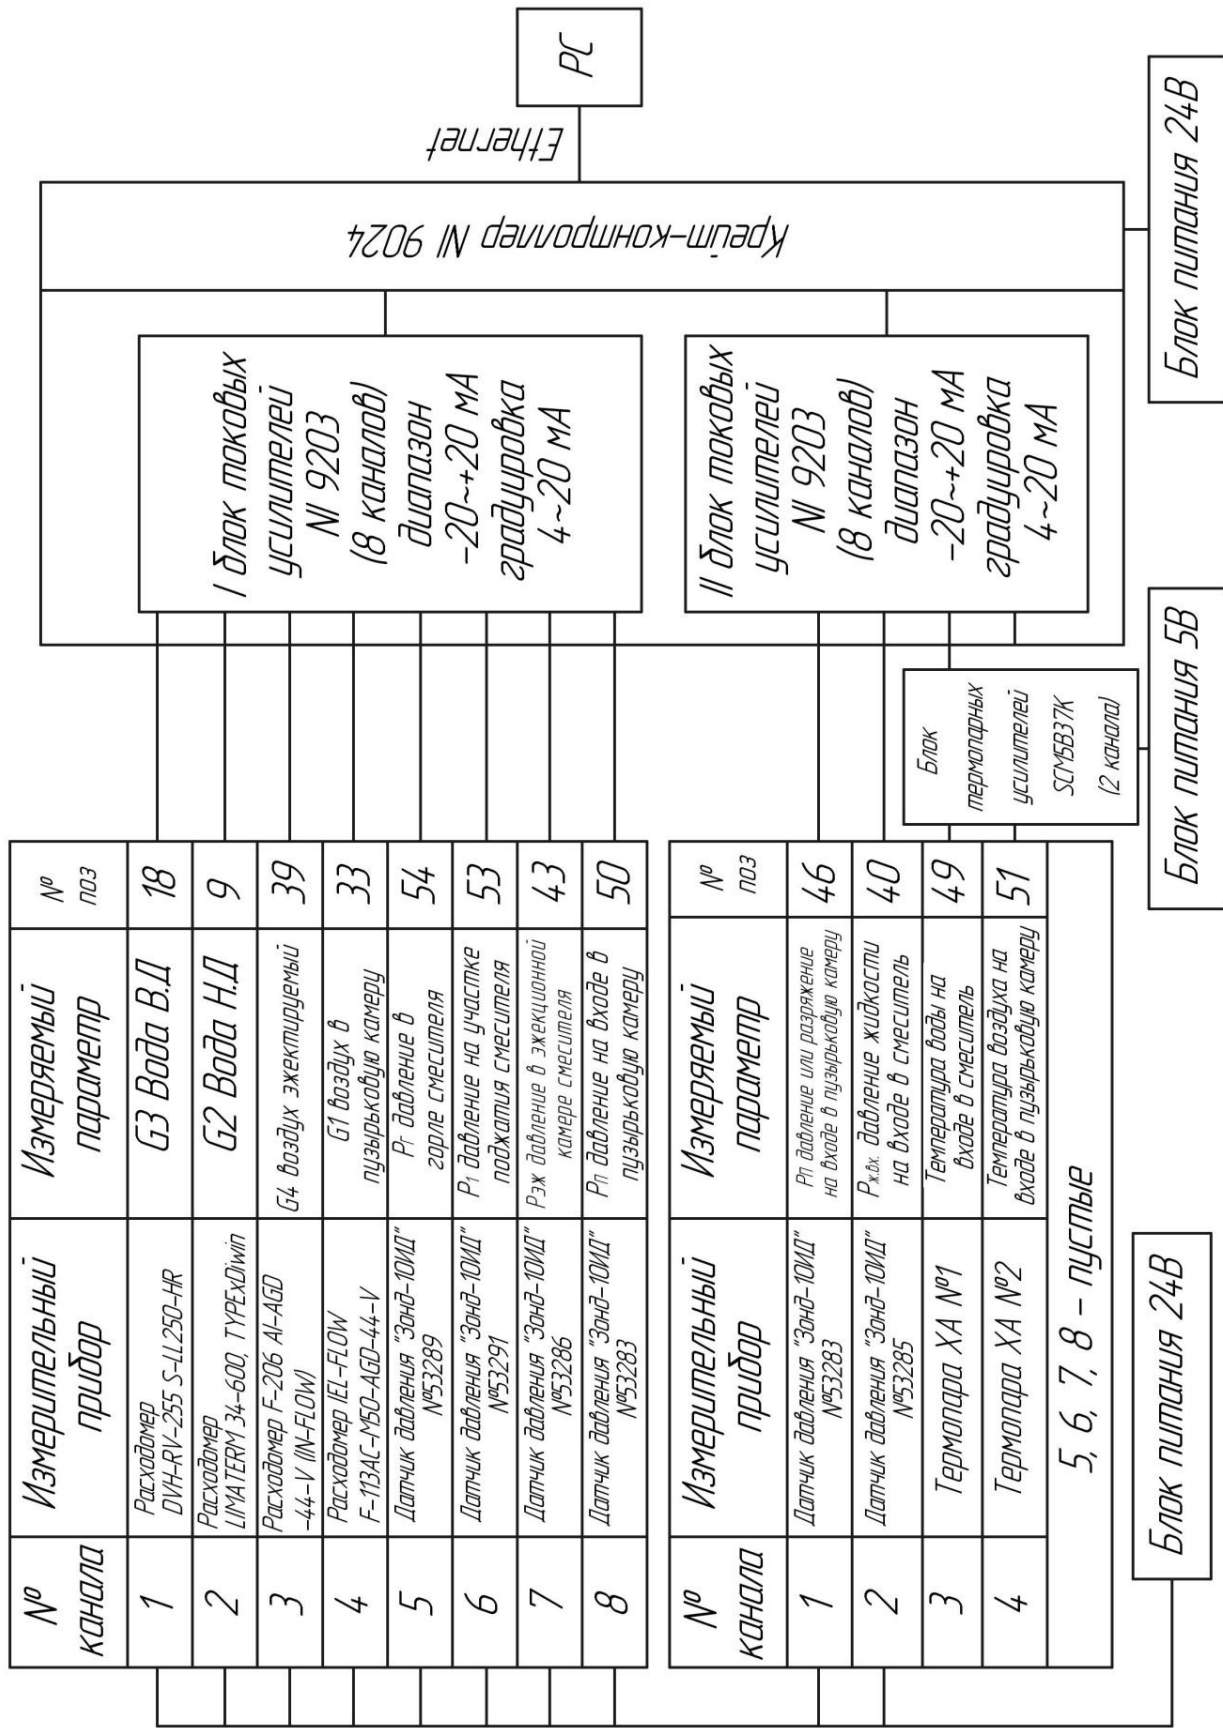 №
канала
Измерительный
прибор
Измеряемый
параметр
№
поз
1
Расходомер
DVH-RV-255 S-LL250-HR
G3 Вода В.Д
18
2
Расходомер
LIMATERM 34-600, TYPExDiwin
G2 Вода Н.Д
9
3
Расходомер F-206 AI-AGD
-44-V (IN-FLOW)
G4 воздух эжектируемый
39
4
Расходомер IEL-FLOW
F-113AC-M50-AGD-44-V
G1 воздух в
пузырьковую камеру
33
5
Датчик давления "Зонд-10ИД"
№53289
Рг давление в
горле смесителя
54
6
Датчик давления "Зонд-10ИД"
№53291
Р1 давление на участке
поджатия смесителя
53
7
Датчик давления "Зонд-10ИД"
№53286
Рэж давление в эжекционной
камере смесителя
43
8
Датчик давления "Зонд-10ИД"
№53283
Рп давление на входе в
пузырьковую камеру
50
№
канала
Измерительный
прибор
Измеряемый
параметр
№
поз
1
Датчик давления "Зонд-10ИД"
№53283
Рп давление или разряжение
на входе в пузырьковую камеру
46
2
Датчик давления "Зонд-10ИД"
№53285
Рж.вх. давление жидкости
на входе в смеситель
40
3
Термопара ХА №1
Температура воды на
входе в смеситель
49
4
Термопара ХА №2
Температура воздуха на
входе в пузырьковую камеру
51
5, 6, 7, 8 - пустые
Блок питания 24В
Блок
термопарных
усилителей
SCM5B37K
(2 канала)
Блок питания 5В
I блок токовых
усилителей
NI 9203
(8 каналов)
диапазон
-20~+20 мА
градуировка
4~20 мА
II блок токовых
усилителей
NI 9203
(8 каналов)
диапазон
-20~+20 мА
градуировка
4~20 мА
Крейт-контроллер NI 9024
Блок питания 24В
Ethernet
PC